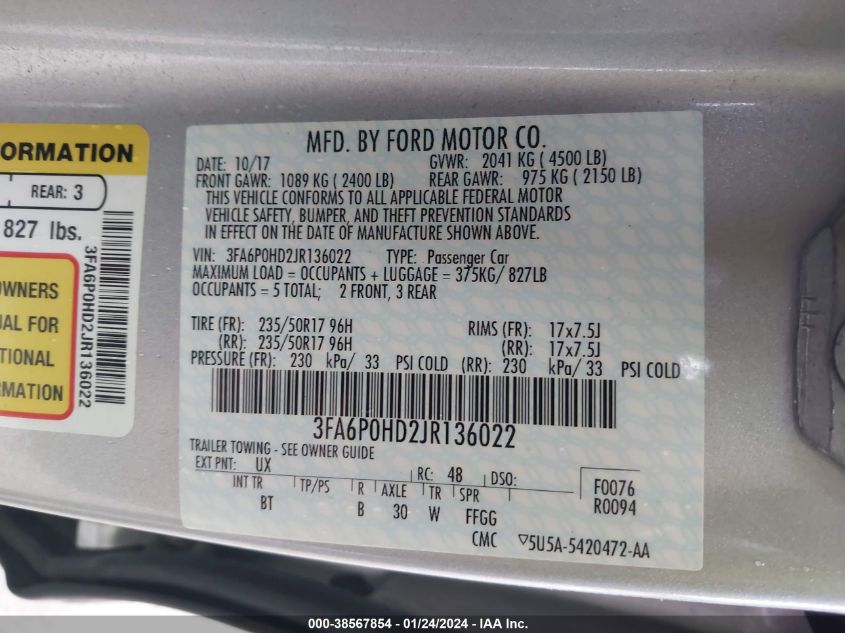 ORMATION
REAR: 3
827 lbs.
3FA6P0HD2JR136022
OWNERS
UAL FOR
TIONAL
RMATION
MFD. BY FORD MOTOR CO.
DATE: 10/17 GVWR: 2041 KG ( 4500 LB)
FRONT GAWR: 1089 KG ( 2400 LB) REAR GAWR: 975 KG ( 2150 LB)
THIS VEHICLE CONFORMS TO ALL APPLICABLE FEDERAL MOTOR
VEHICLE SAFETY, BUMPER, AND THEFT PREVENTION STANDARDS
IN EFFECT ON THE DATE OF MANUFACTURE SHOWN ABOVE.
VIN: 3FA6P0HD2JR136022 TYPE: Passenger Car
MAXIMUM LOAD = OCCUPANTS + LUGGAGE = 375KG/ 827LB
OCCUPANTS = 5 TOTAL; 2 FRONT, 3 REAR
TIRE (FR): 235/50R17 96H RIMS (FR): 17x7.5J
(RR): 235/50R17 96H (RR): 17x7.5J
PRESSURE (FR): 230 kPa/ 33 PSI COLD (RR): 230 kPa/ 33 PSI COLD
3FA6P0HD2JR136022
TRAILER TOWING - SEE OWNER GUIDE
EXT PNT: UX RC: 48 DSO:
F0076
R0094
INT TR TP/PS R AXLE TR SPR
BT B 30 W FFGG
CMC ▽5U5A-5420472-AA
000-38567854 / 01/24/2024 - IAA Inc.